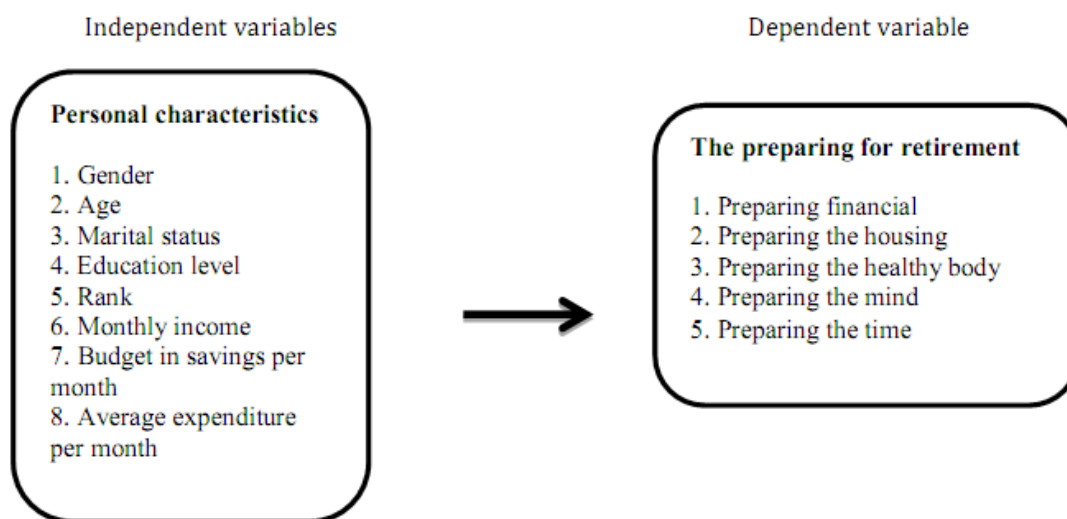 Independent variables
Personal characteristics
1. Gender
2. Age
3. Marital status
4. Education level
5. Rank
6. Monthly income
7. Budget in savings per
month
8. Average expenditure
per month
Dependent variable
The preparing for retirement
1. Preparing financial
2. Preparing the housing
3. Preparing the healthy body
4. Preparing the mind
5. Preparing the time